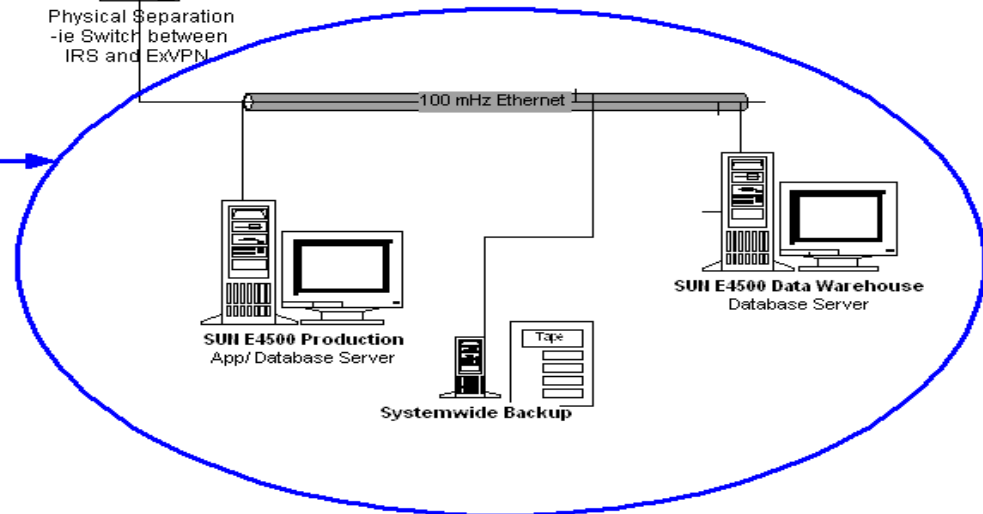 Physical Separation
-ie Switch between
IRS and ExVPN
100 mHz Ethernet
SUN E4500 Data Warehouse
Database Server
SUN E4500 Production
App/ Database Server
Tape
Systemwide Backup